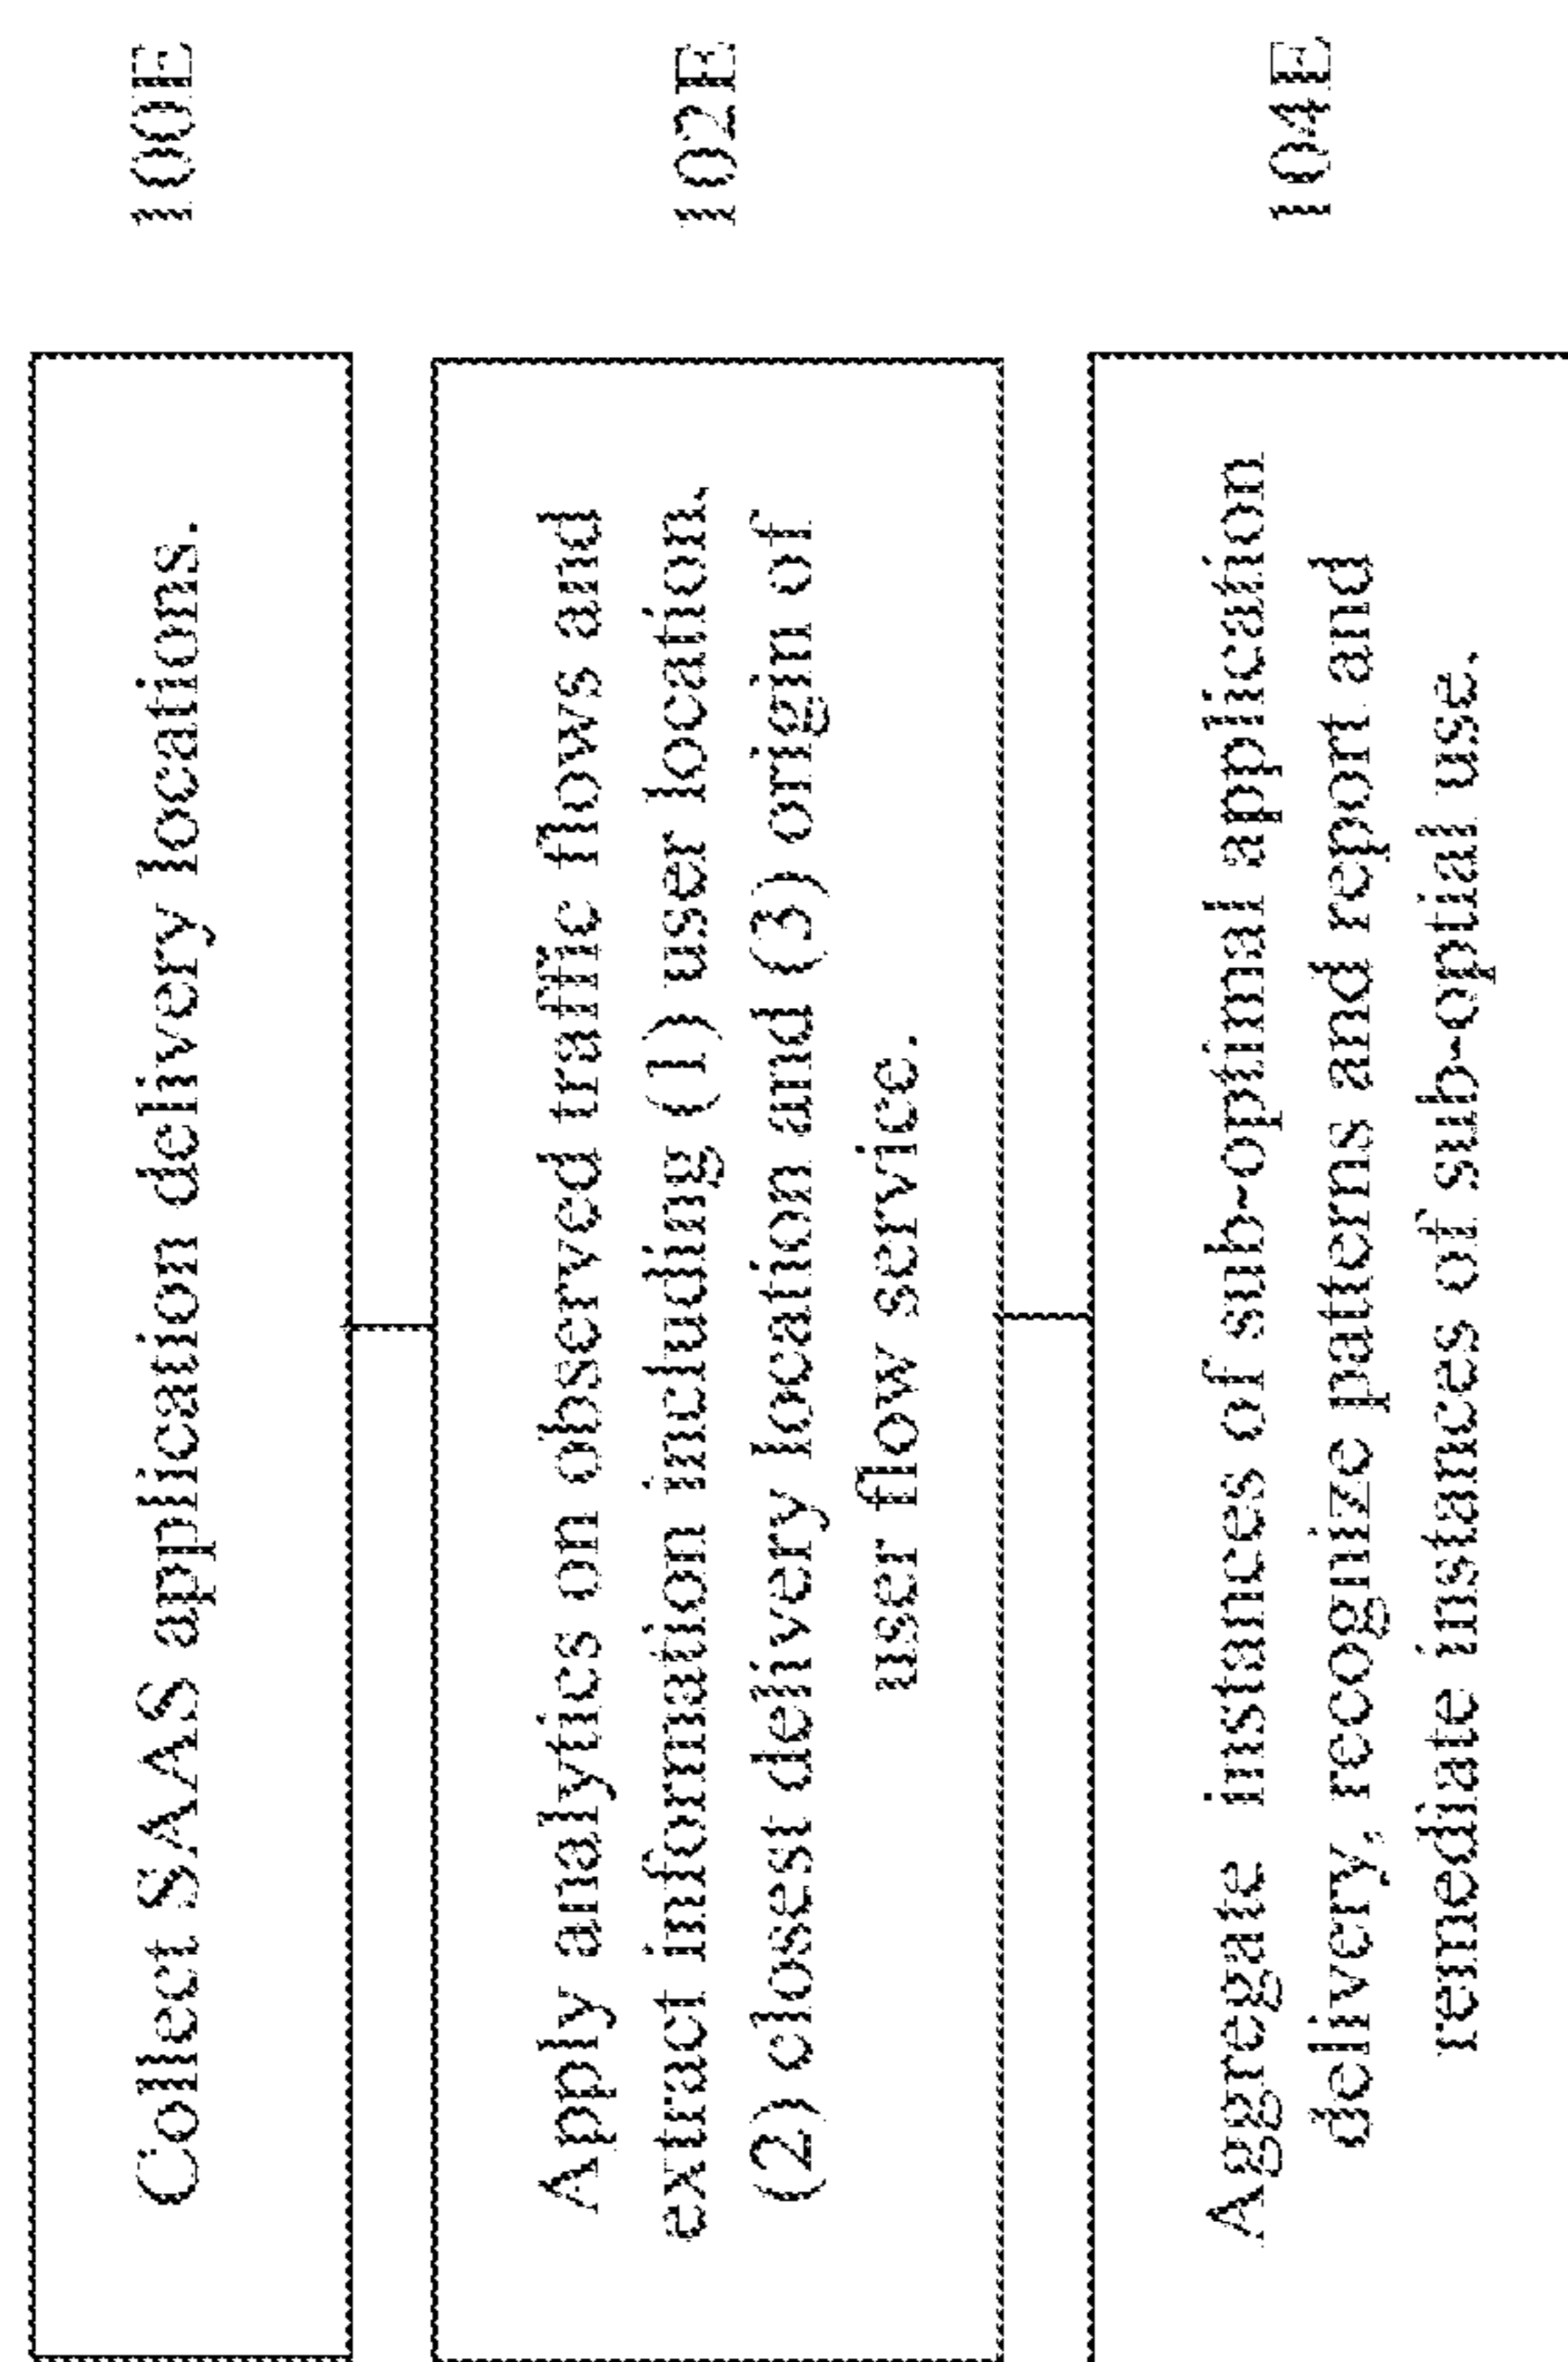 Collect SAAS application delivery locations.
100E
Apply analytics on observed traffic flows and
extract information including (1) user location,
(2) closest delivery location and (3) origin of
user flow service.
102E
Aggregate instances of sub-optimal application
delivery, recognize patterns and report and
remediate instances of sub-optial use.
104E